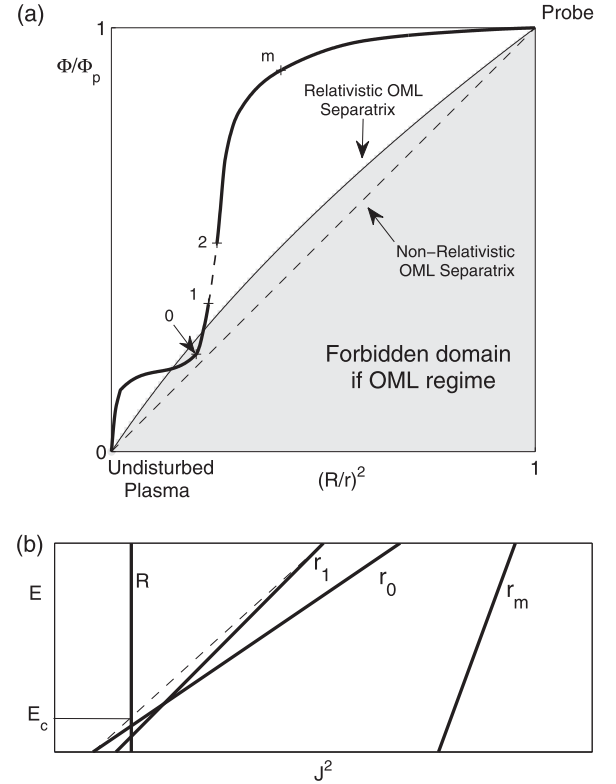 (a)
Probe
1
Φ/Φp
m
Relativistic OML
Separatrix
2
Non−Relativistic
OML Separatrix
1
0
Forbidden domain
if OML regime
0
Undisturbed
Plasma
(R/r)²
1
(b)
E
R
r₁
r₀
rₘ
E_c
J²